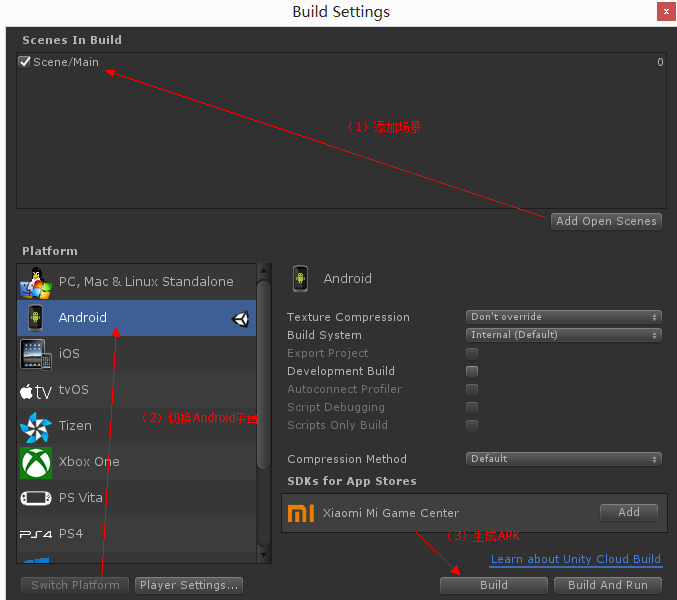 Build Settings
x
Scenes In Build
Scene/Main 0
（1）添加场景
Add Open Scenes
Platform
PC, Mac & Linux Standalone
Android
iOS
tv
tvOS
Tizen
Xbox One
PS Vita
PS4
PS4
（2）切换Android平台
Android
Texture Compression Don't override
Build System Internal (Default)
Export Project
Development Build
Autoconnect Profiler
Script Debugging
Scripts Only Build
Compression Method Default
SDKs for App Stores
mi Xiaomi Mi Game Center Add
（3）生成APK
Learn about Unity Cloud Build
Switch Platform Player Settings... Build Build And Run